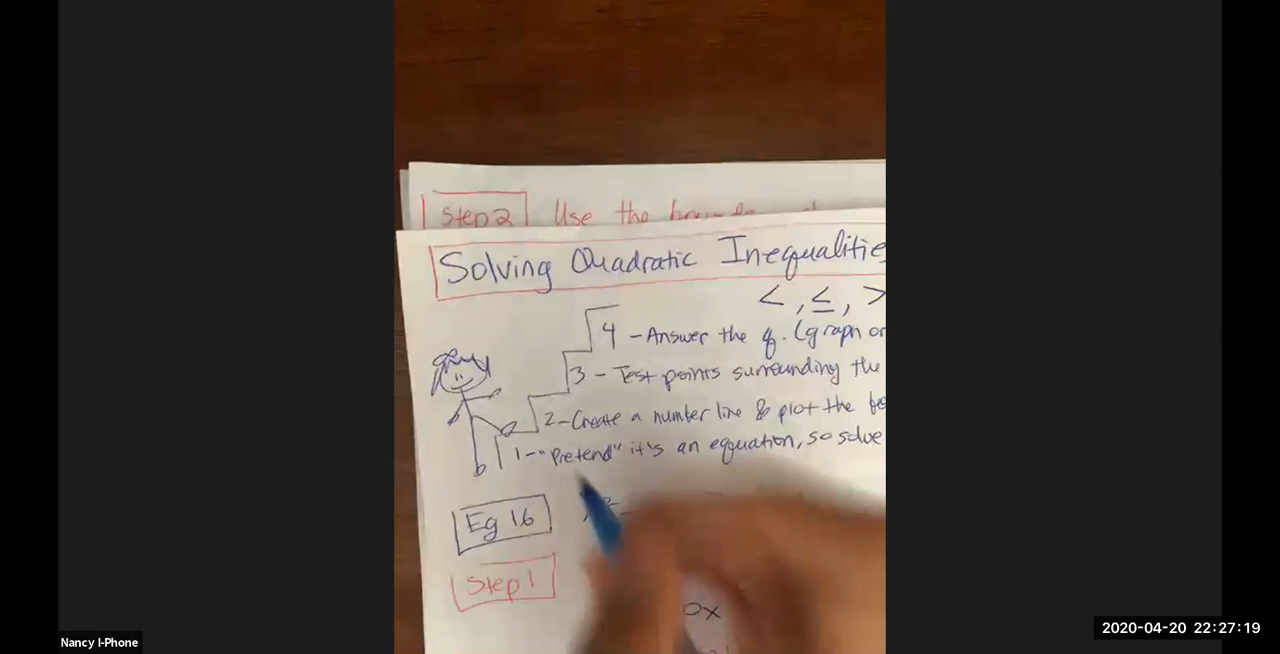 Step 2 Use the
Solving Quadratic Inequalitie
<, ≤, >
4 - Answer the q. (graph or
3 - Test points surrounding the
2 - Create a number line & plot the
1 - "Pretend" it's an equation, so solve
Eg 16
Step 1
ox
Nancy I-Phone
2020-04-20 22:27:19